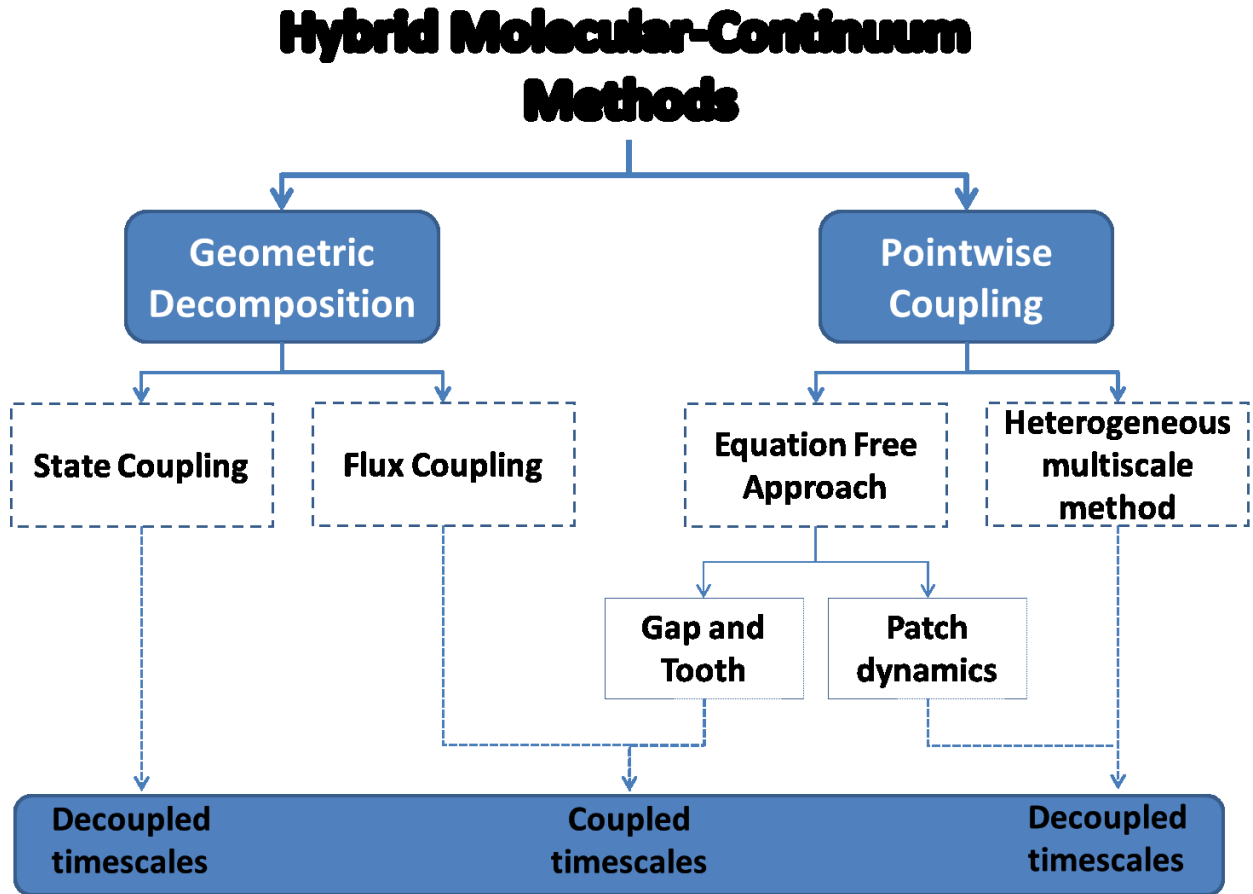 Hybrid Molecular-Continuum
Methods
Geometric
Decomposition
Pointwise
Coupling
State Coupling
Flux Coupling
Equation Free
Approach
Heterogeneous
multiscale
method
Gap and
Tooth
Patch
dynamics
Decoupled
timescales
Coupled
timescales
Decoupled
timescales